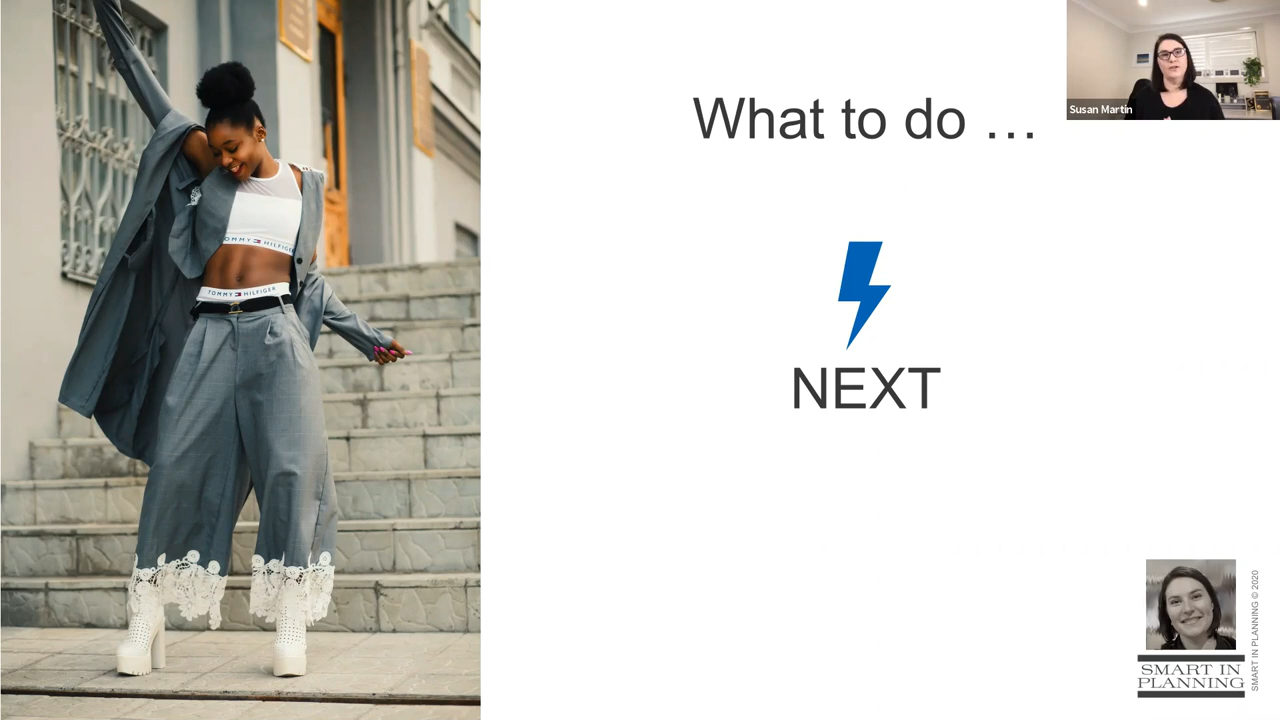 What to do …
Susan Martin
TOMMY HILFIGER
TOMMY HILFIGER
NEXT
SMART IN PLANNING © 2020
SMART IN
PLANNING